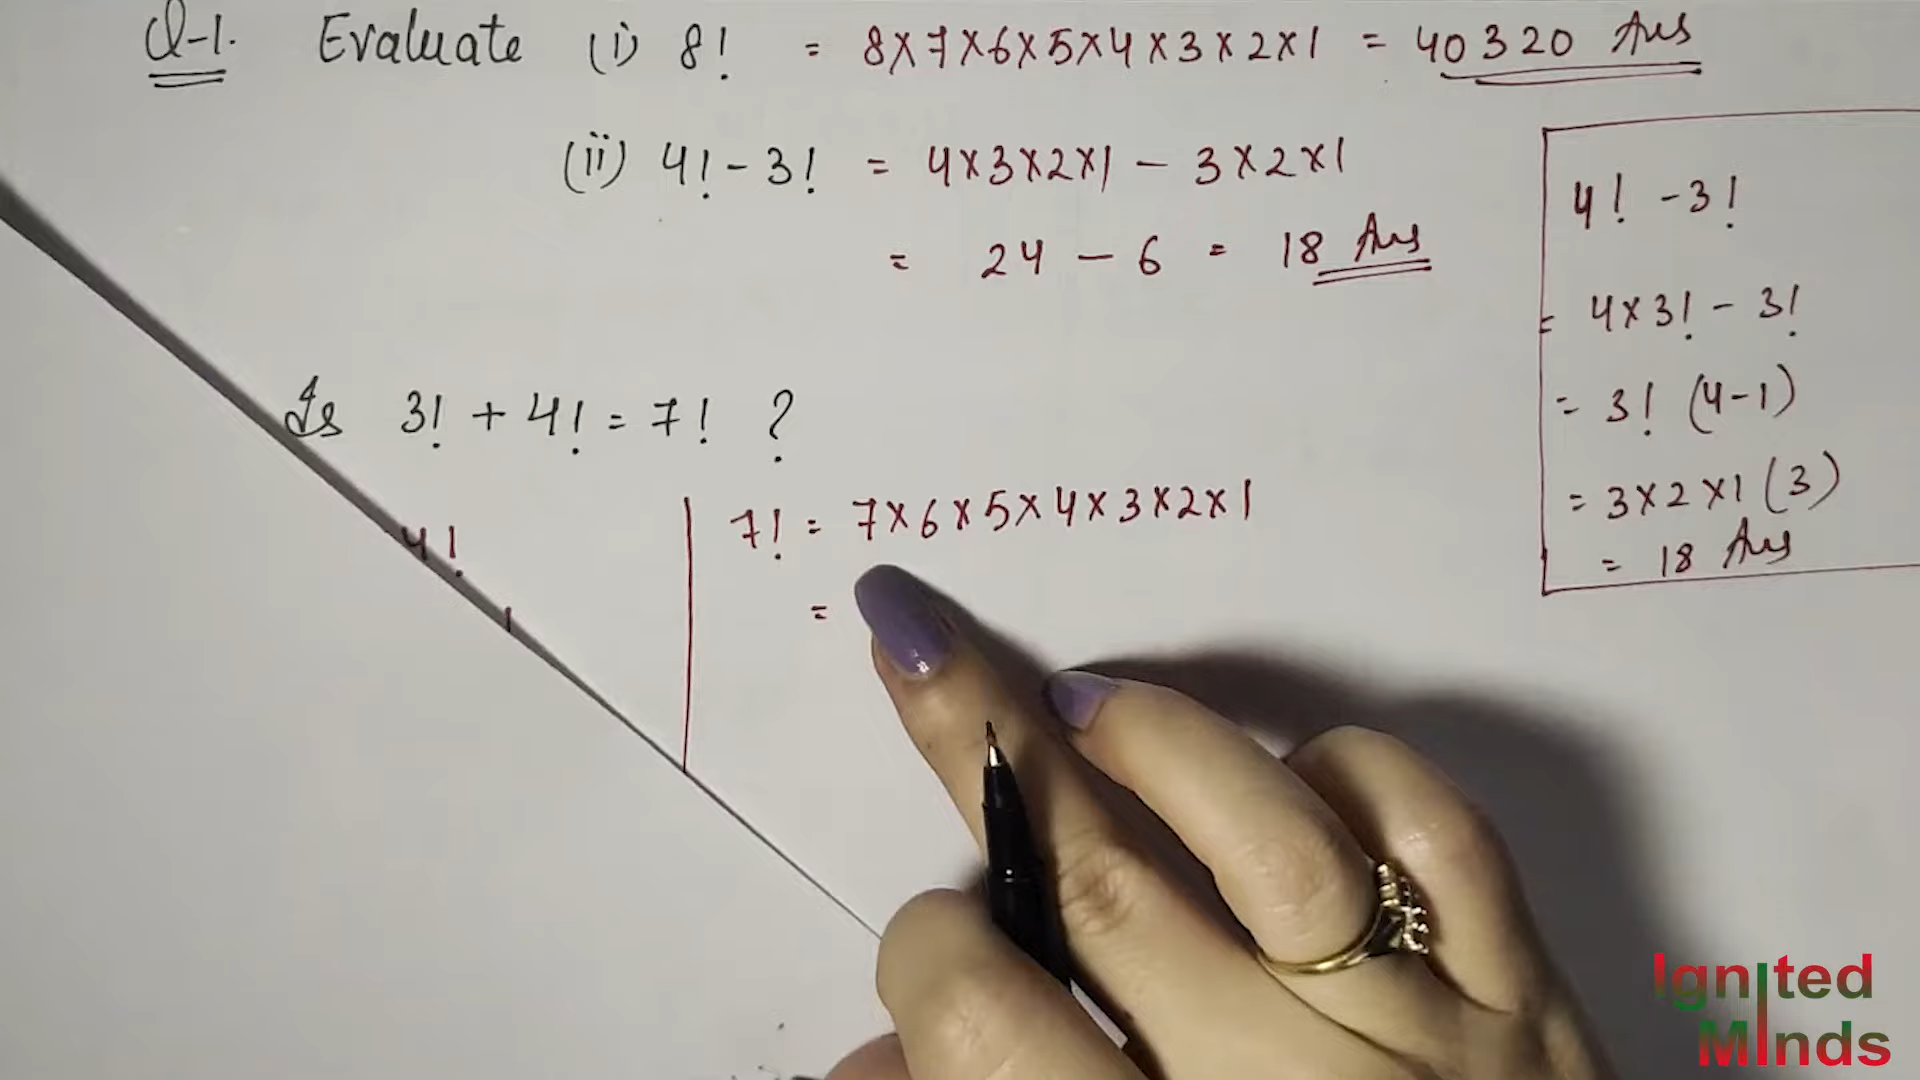 Q-1. Evaluate (i) 8! = 8×7×6×5×4×3×2×1 = 40320 Ans
(ii) 4!-3! = 4×3×2×1 - 3×2×1
= 24 - 6 = 18 Ans
4! -3!
= 4×3! - 3!
= 3! (4-1)
= 3×2×1 (3)
= 18 Ans
Is 3! + 4! = 7! ?
4!
7! = 7×6×5×4×3×2×1
=
Ignited
Minds